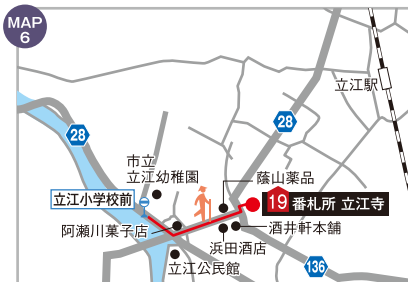 MAP
6
立江駅
28
28
市立
立江幼稚園
蔭山薬品
立江小学校前
19 番札所 立江寺
阿瀬川菓子店
酒井軒本舗
浜田酒店
立江公民館
136